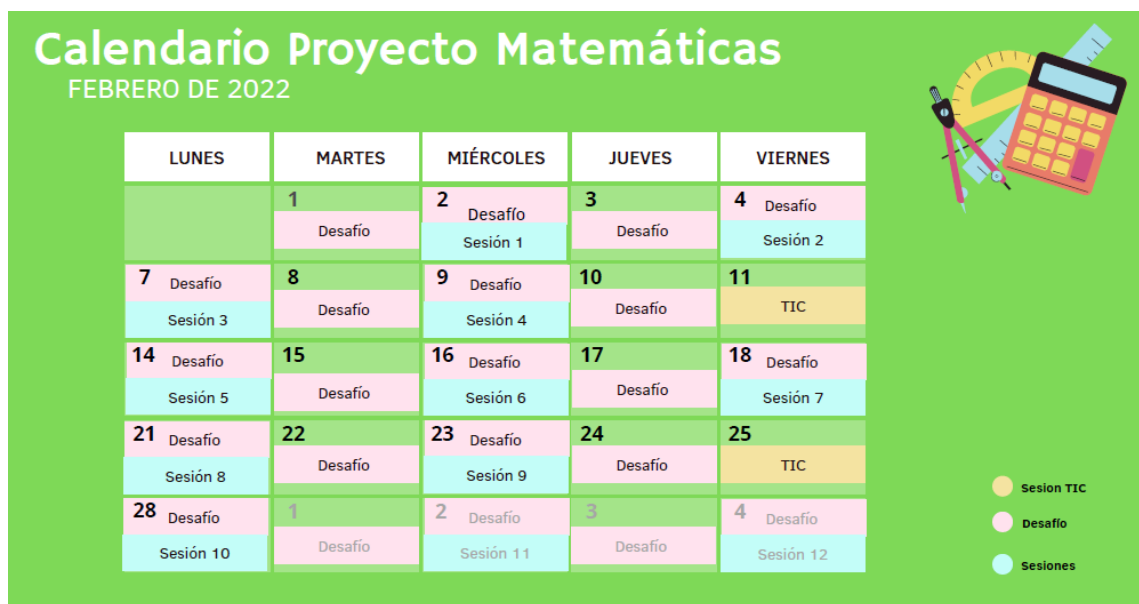 Calendario Proyecto Matemáticas
FEBRERO DE 2022
LUNES MARTES MIÉRCOLES JUEVES VIERNES
1 2 3 4
Desafío Desafío Desafío Desafío
Sesión 1 Sesión 2
7 8 9 10 11
Desafío Desafío Desafío Desafío TIC
Sesión 3 Sesión 4
14 15 16 17 18
Desafío Desafío Desafío Desafío Desafío
Sesión 5 Sesión 6 Sesión 7
21 22 23 24 25
Desafío Desafío Desafío Desafío TIC
Sesión 8 Sesión 9
28 1 2 3 4
Desafío Desafío Desafío Desafío Desafío
Sesión 10 Sesión 11 Sesión 12
Sesion TIC
Desafío
Sesiones